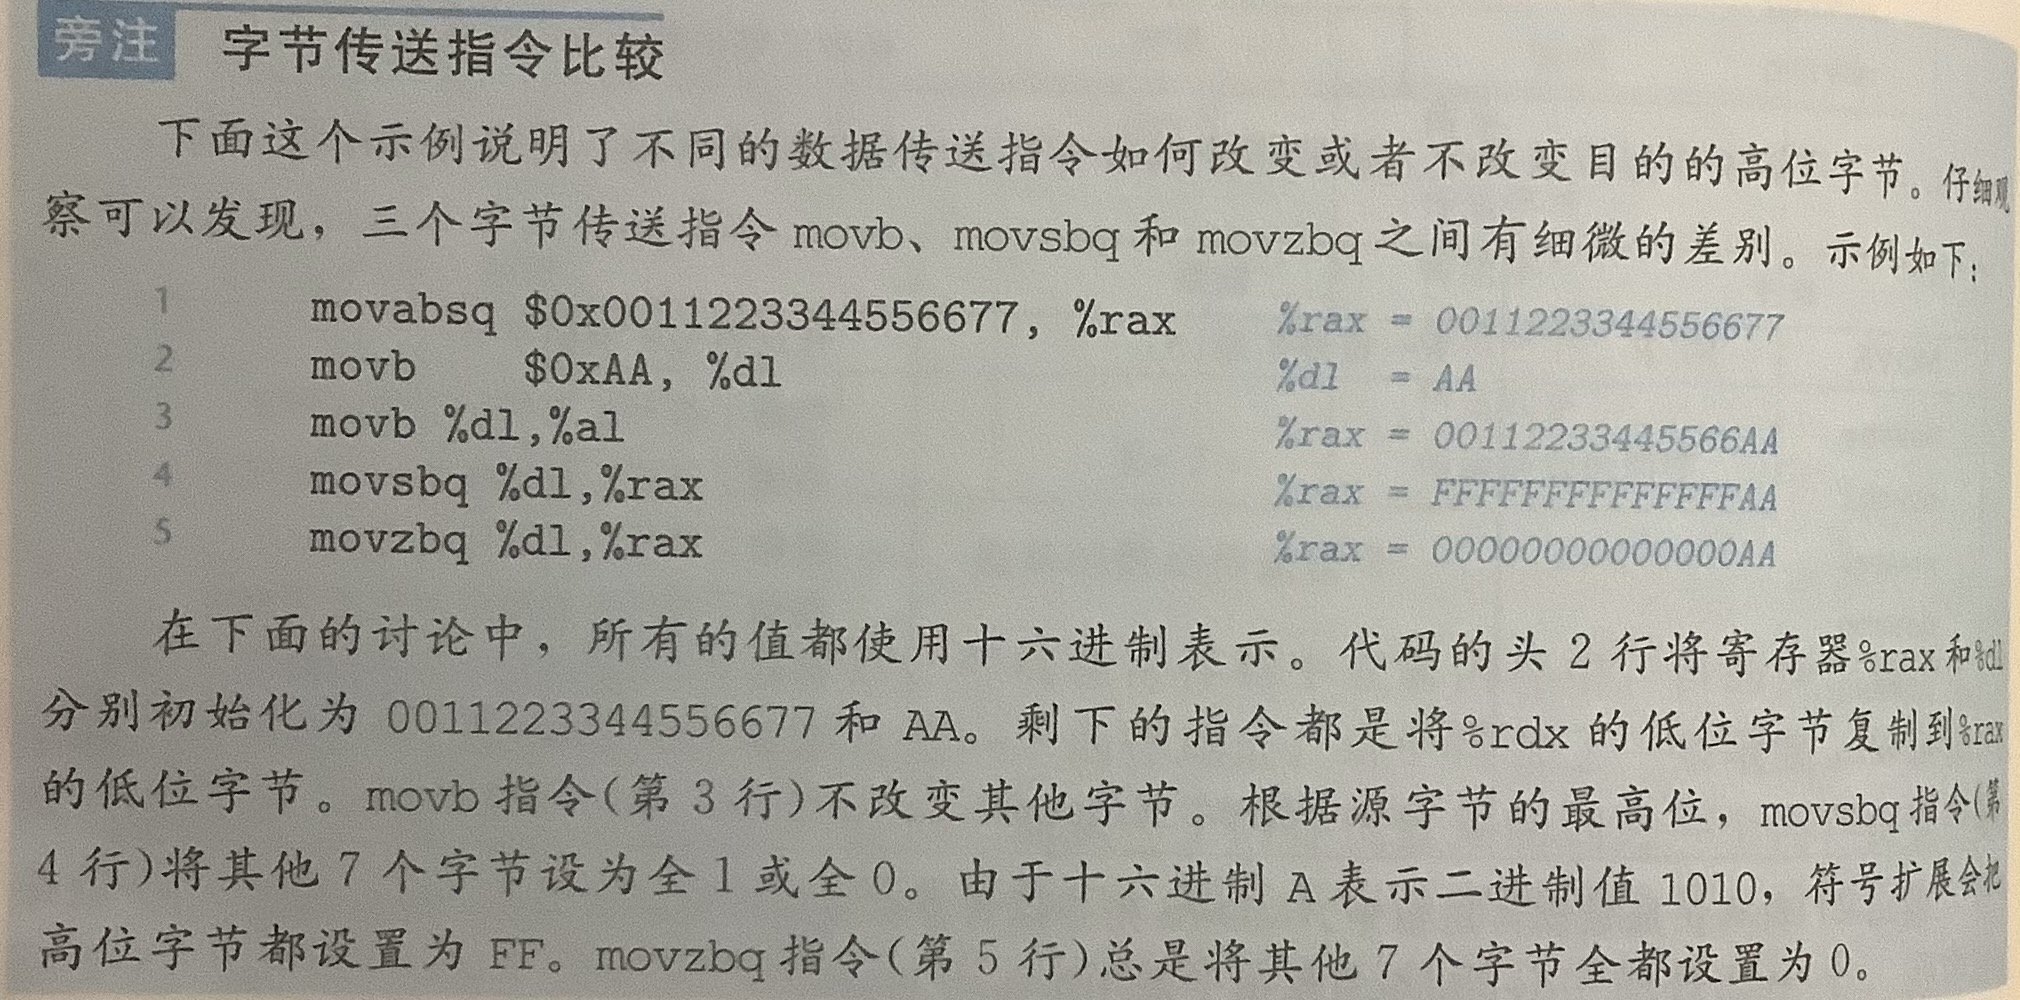 旁注 字节传送指令比较
下面这个示例说明了不同的数据传送指令如何改变或者不改变目的的高位字节。仔细观
察可以发现，三个字节传送指令 movb、movsbq 和 movzbq 之间有细微的差别。示例如下：
1 movabsq $0x0011223344556677, %rax %rax = 0011223344556677
2 movb $0xAA, %dl %dl = AA
3 movb %dl,%al %rax = 00112233445566AA
4 movsbq %dl,%rax %rax = FFFFFFFFFFFFFFAA
5 movzbq %dl,%rax %rax = 00000000000000AA
在下面的讨论中，所有的值都使用十六进制表示。代码的头 2 行将寄存器%rax 和%dl
分别初始化为 0011223344556677 和 AA。剩下的指令都是将%rdx 的低位字节复制到%rax
的低位字节。movb 指令(第 3 行)不改变其他字节。根据源字节的最高位，movsbq 指令(第
4 行)将其他 7 个字节设为全 1 或全 0。由于十六进制 A 表示二进制值 1010，符号扩展会把
高位字节都设置为 FF。movzbq 指令(第 5 行)总是将其他 7 个字节全都设置为 0。